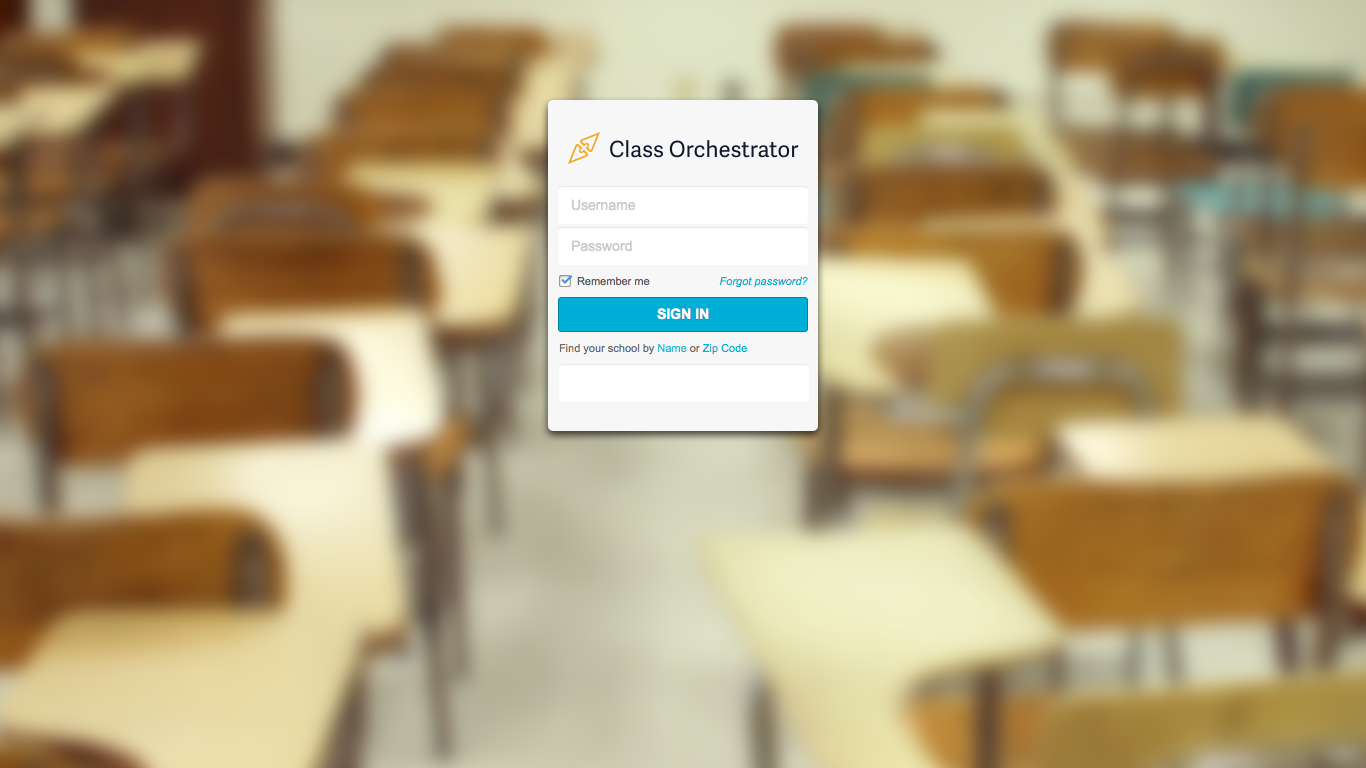 Class Orchestrator
Username
Password
Remember me Forgot password?
SIGN IN
Find your school by Name or Zip Code